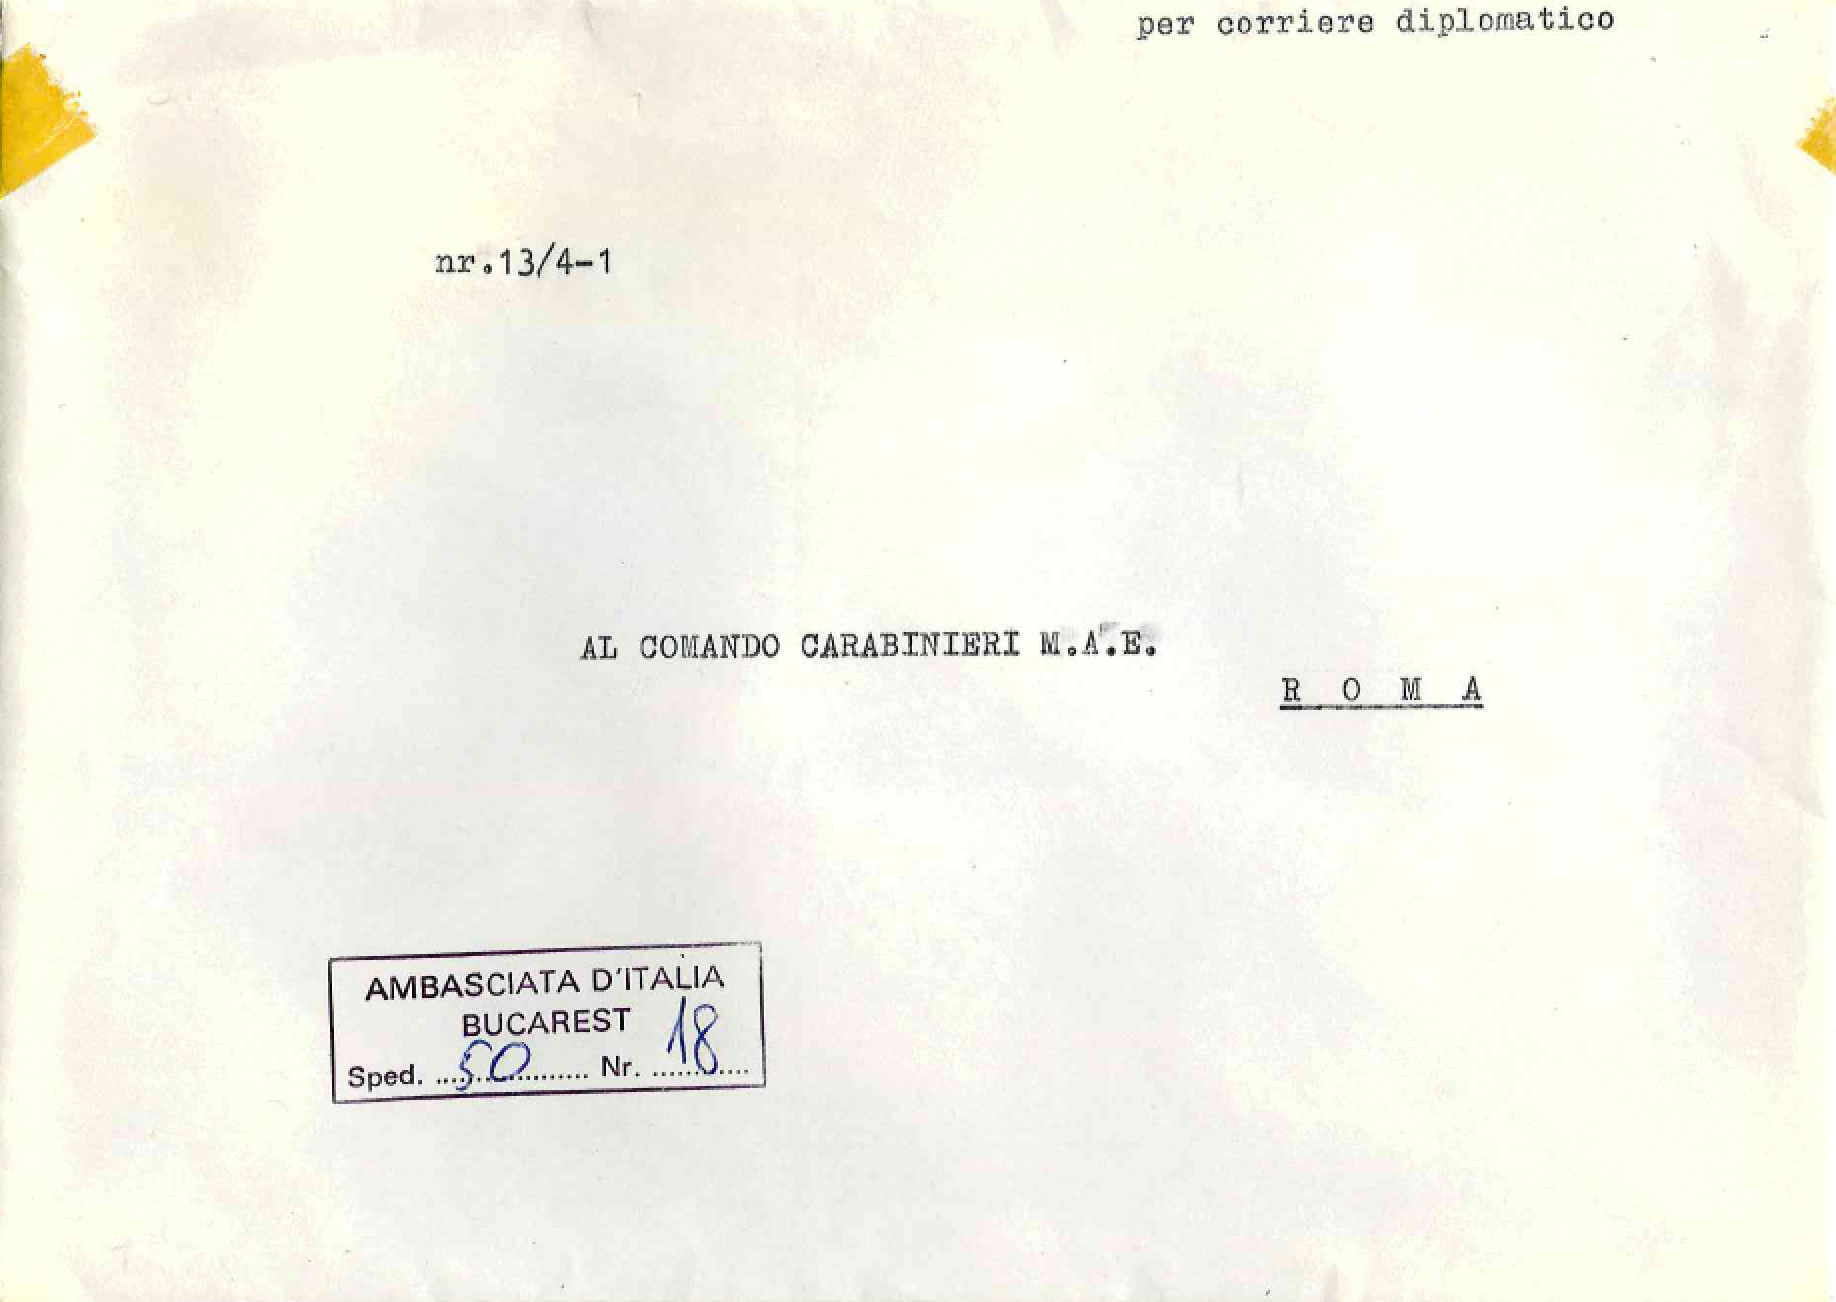 per corriere diplomatico
nr.13/4-1
AL COMANDO CARABINIERI M.A.E.
R O M A
AMBASCIATA D'ITALIA
BUCAREST
Sped. ....50.......... Nr. ....18....